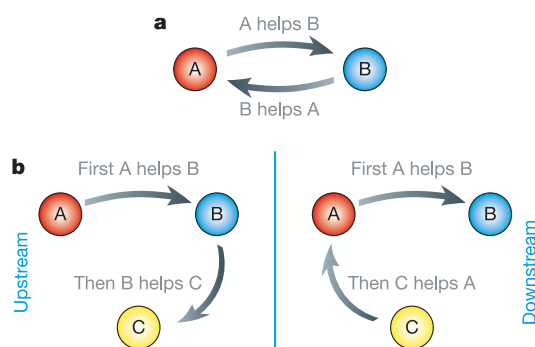 a
A helps B
A
B
B helps A
b
First A helps B
A
B
Then B helps C
C
Upstream
First A helps B
A
B
Then C helps A
C
Downstream